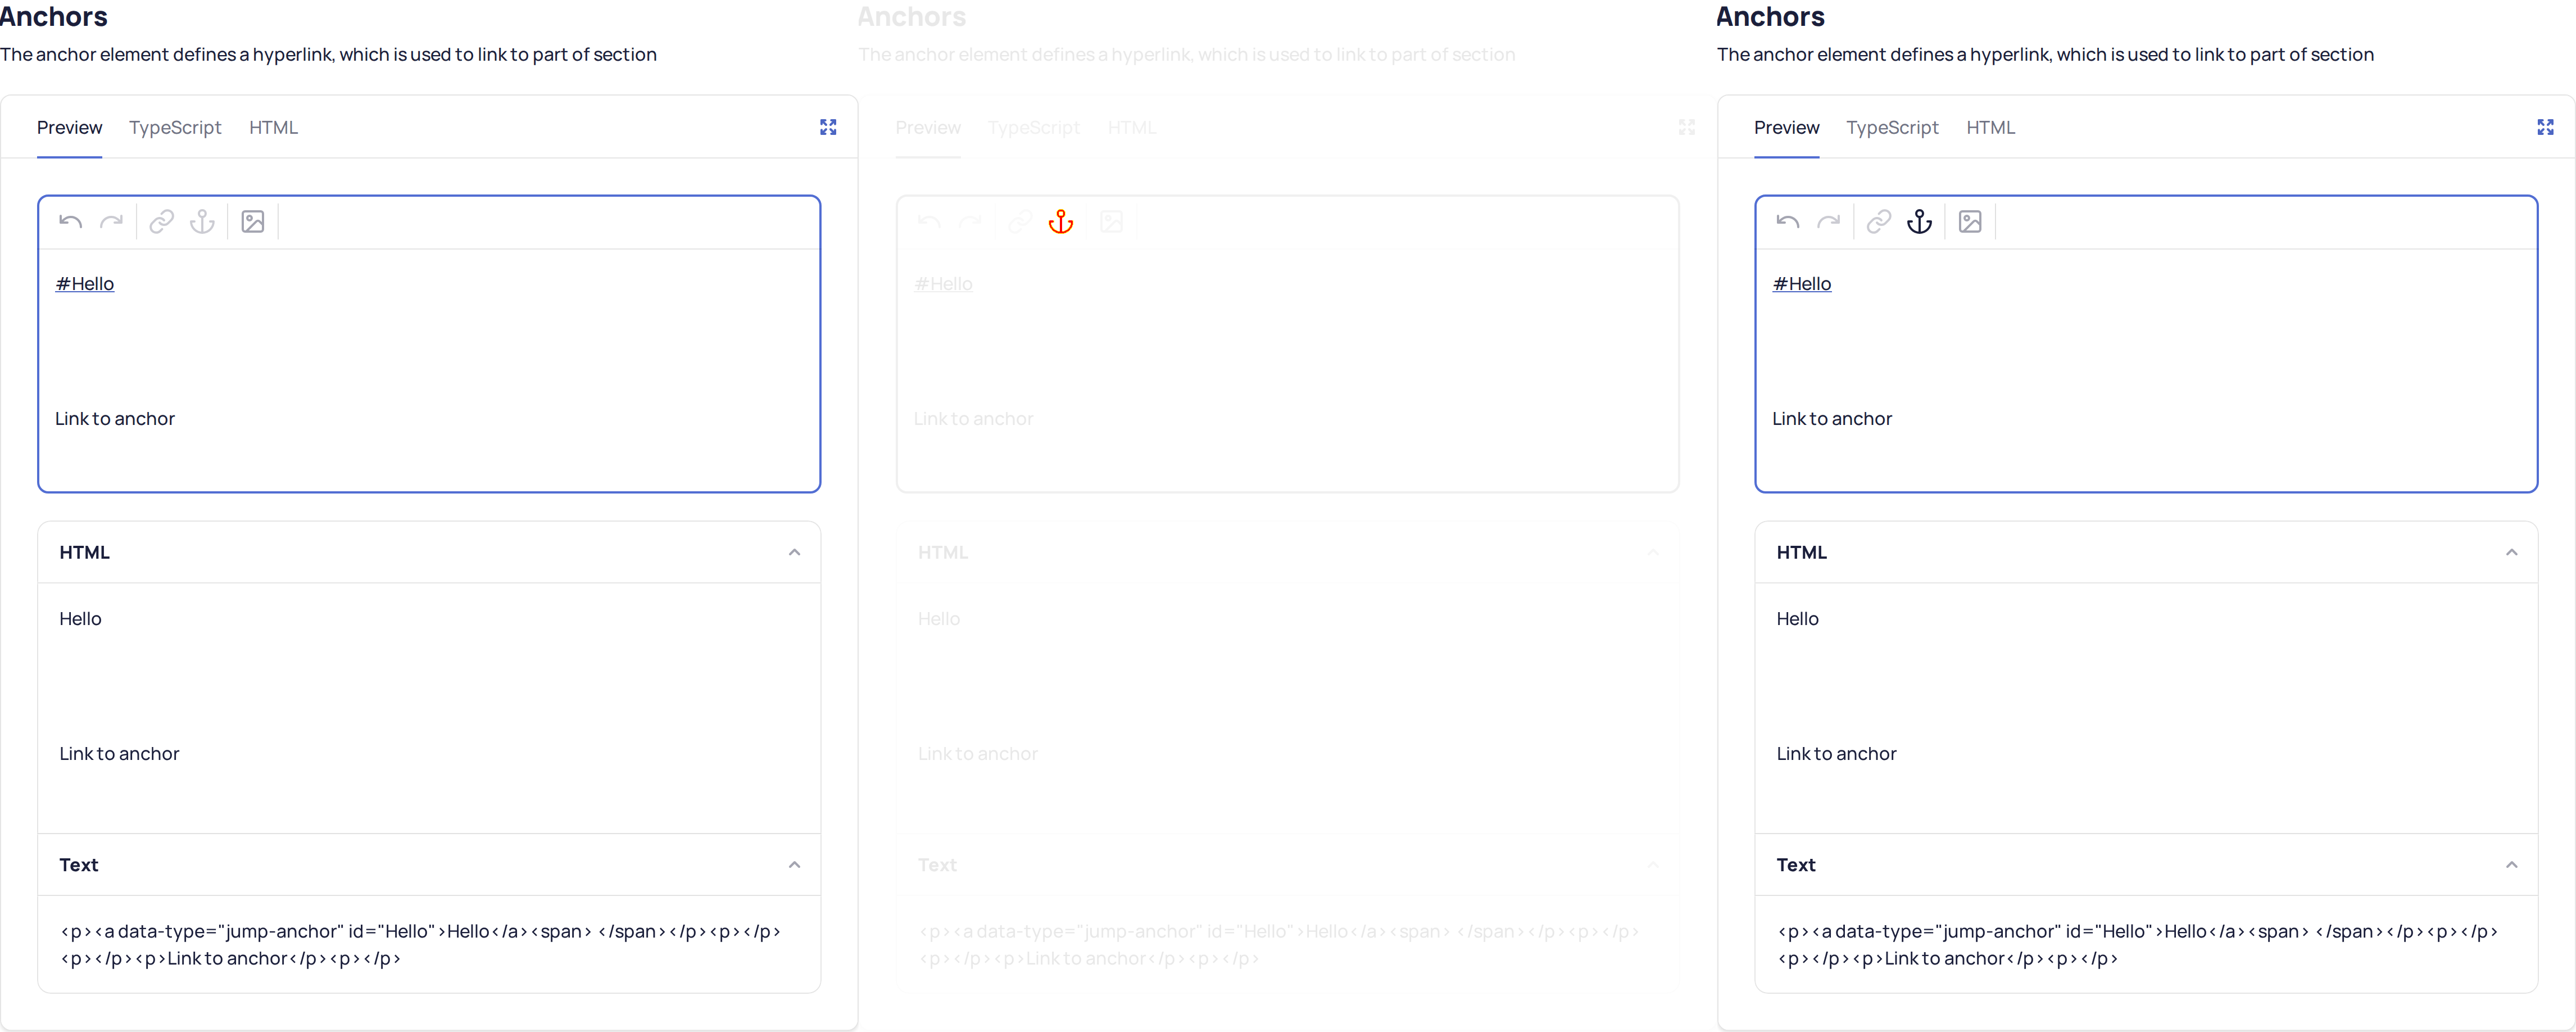 Anchors
The anchor element defines a hyperlink, which is used to link to part of section
Preview TypeScript HTML
#Hello
Link to anchor
HTML
Hello
Link to anchor
Text
<p><a data-type="jump-anchor" id="Hello">Hello</a><span> </span></p><p></p>
<p></p><p>Link to anchor</p><p></p>
Anchors
The anchor element defines a hyperlink, which is used to link to part of section
Preview TypeScript HTML
#Hello
Link to anchor
HTML
Hello
Link to anchor
Text
<p><a data-type="jump-anchor" id="Hello">Hello</a><span> </span></p><p></p>
<p></p><p>Link to anchor</p><p></p>
Anchors
The anchor element defines a hyperlink, which is used to link to part of section
Preview TypeScript HTML
#Hello
Link to anchor
HTML
Hello
Link to anchor
Text
<p><a data-type="jump-anchor" id="Hello">Hello</a><span> </span></p><p></p>
<p></p><p>Link to anchor</p><p></p>